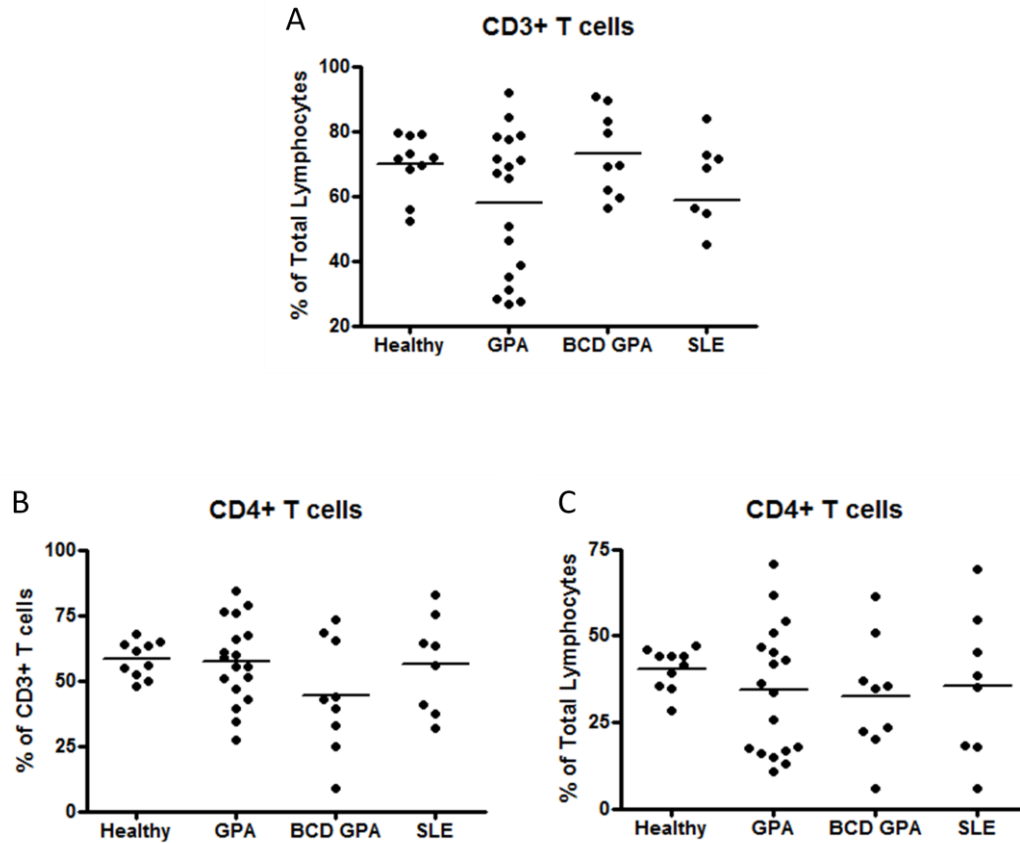 A
CD3+ T cells
% of Total Lymphocytes
100
80
60
40
20
Healthy GPA BCD GPA SLE
B
CD4+ T cells
% of CD3+ T cells
100
75
50
25
0
Healthy GPA BCD GPA SLE
C
CD4+ T cells
% of Total Lymphocytes
75
50
25
0
Healthy GPA BCD GPA SLE